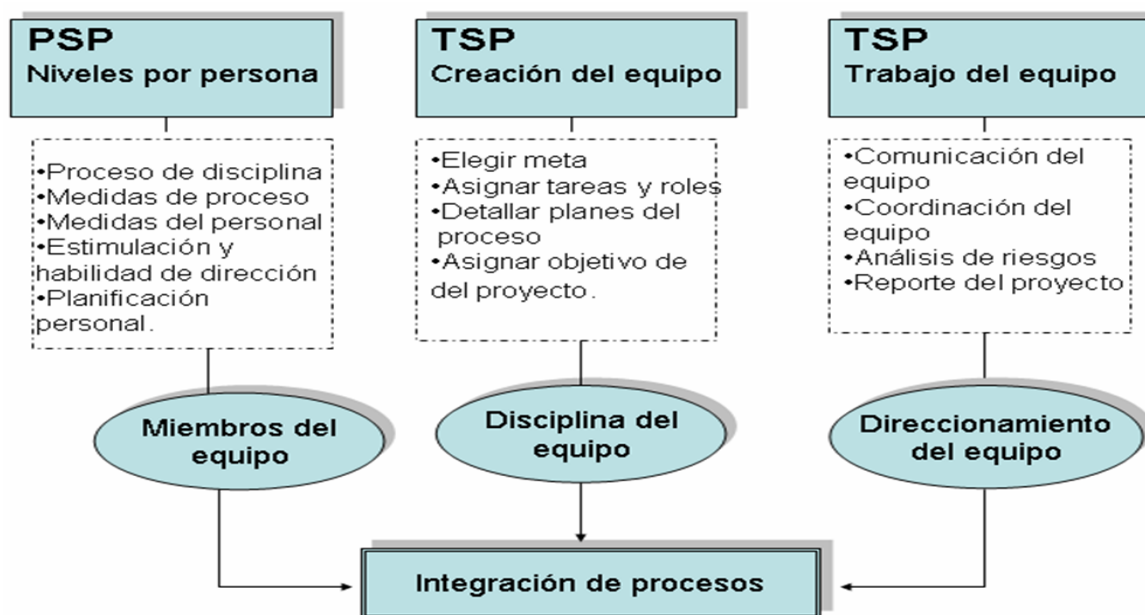 PSP
Niveles por persona
•Proceso de disciplina
•Medidas de proceso
•Medidas del personal
•Estimulación y
habilidad de dirección
•Planificación
personal.
Miembros del
equipo
TSP
Creación del equipo
•Elegir meta
•Asignar tareas y roles
•Detallar planes del
proceso
•Asignar objetivo de
del proyecto.
Disciplina del
equipo
TSP
Trabajo del equipo
•Comunicación del
equipo
•Coordinación del
equipo
•Análisis de riesgos
•Reporte del proyecto
Direccionamiento
del equipo
Integración de procesos